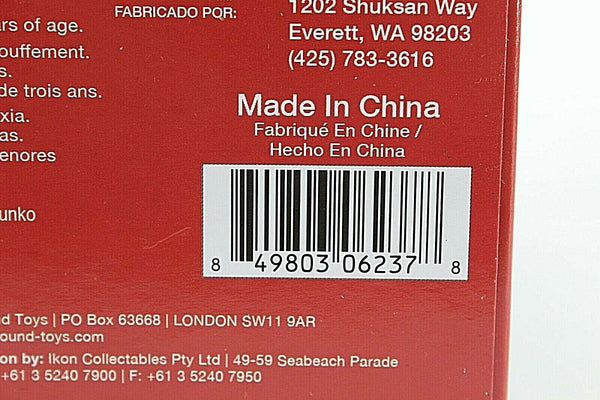 FABRICADO POR:
1202 Shuksan Way
Everett, WA 98203
(425) 783-3616
rs of age.
ouffement.
s.
de trois ans.
xia.
as.
enores
Made In China
Fabriqué En Chine /
Hecho En China
unko
8 49803 06237 8
d Toys | PO Box 63668 | LONDON SW11 9AR
ound-toys.com
on by: Ikon Collectables Pty Ltd | 49-59 Seabeach Parade
+61 3 5240 7900 | F: +61 3 5240 7950